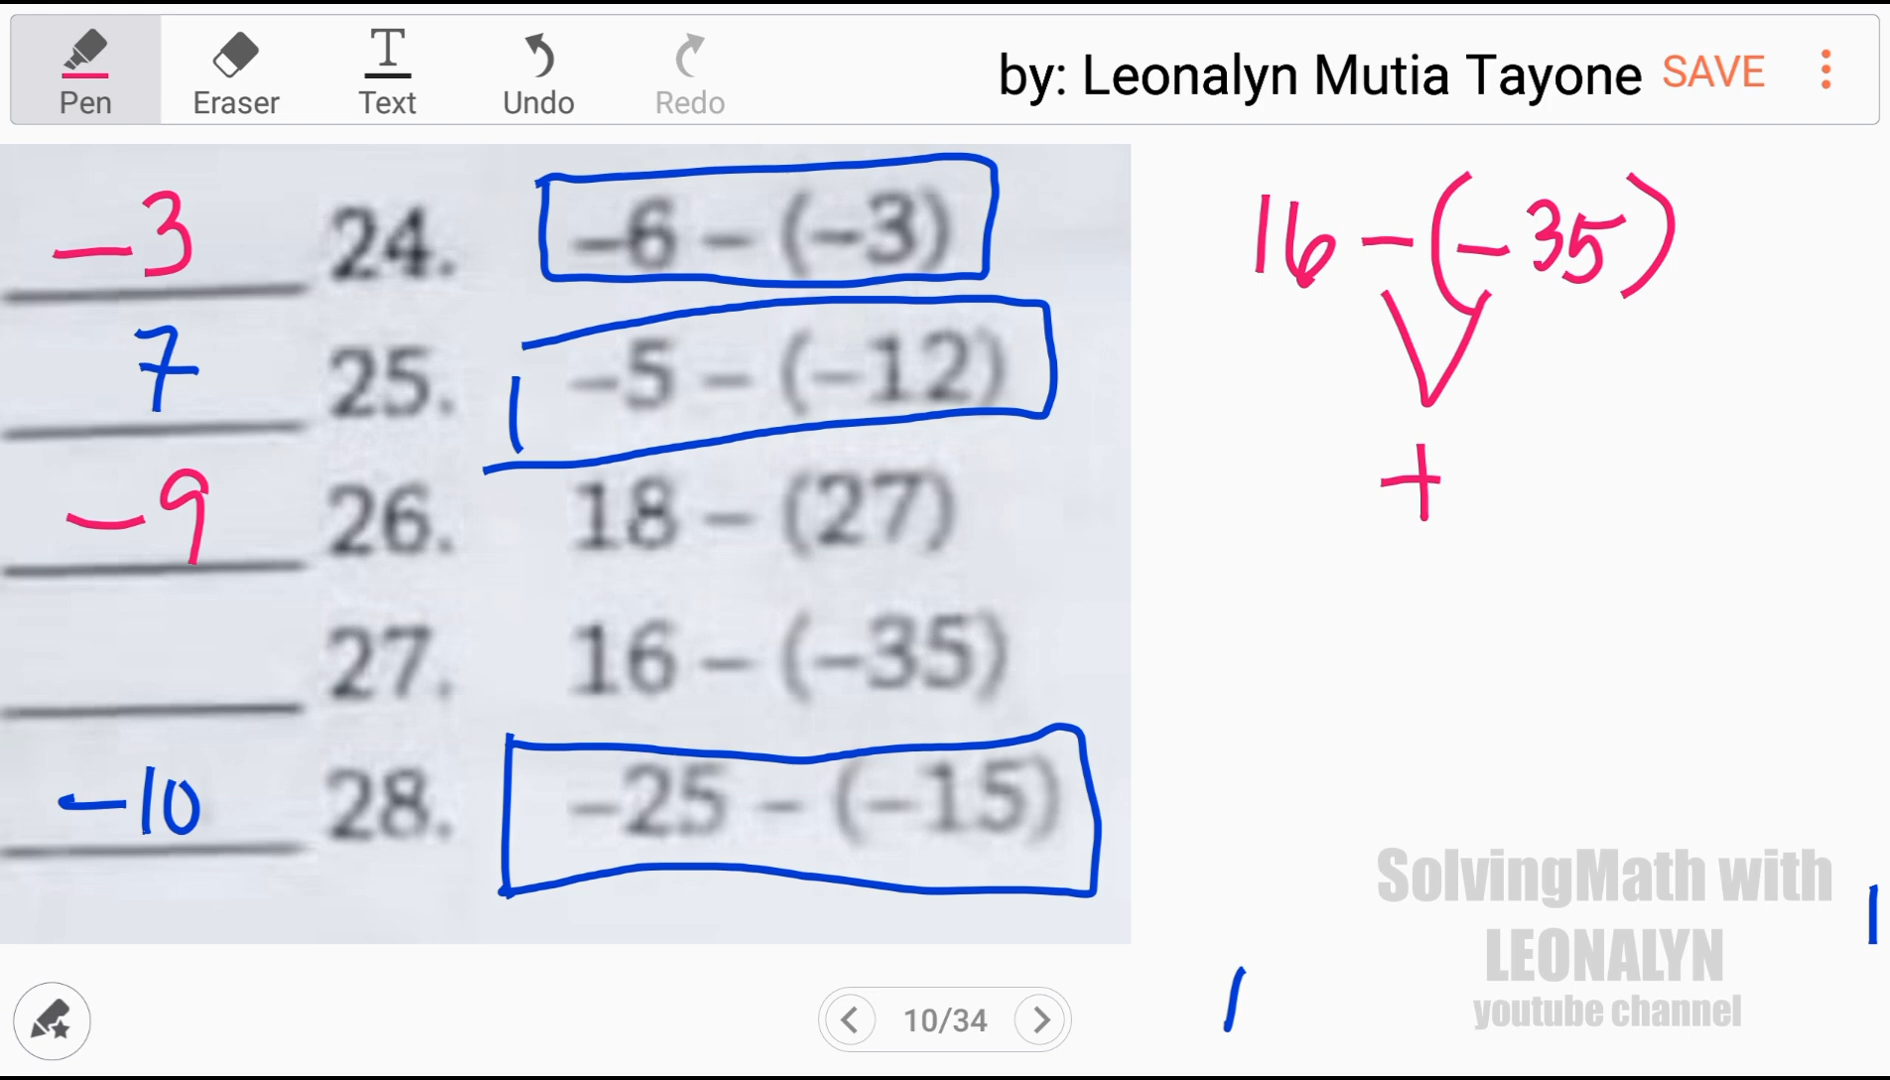 Pen Eraser Text Undo Redo by: Leonalyn Mutia Tayone SAVE
-3 24. -6 - (-3)
7 25. -5 - (-12)
-9 26. 18 - (27)
27. 16 - (-35)
-10 28. -25 - (-15)
16 - (-35)
+
SolvingMath with
LEONALYN
youtube channel
10/34